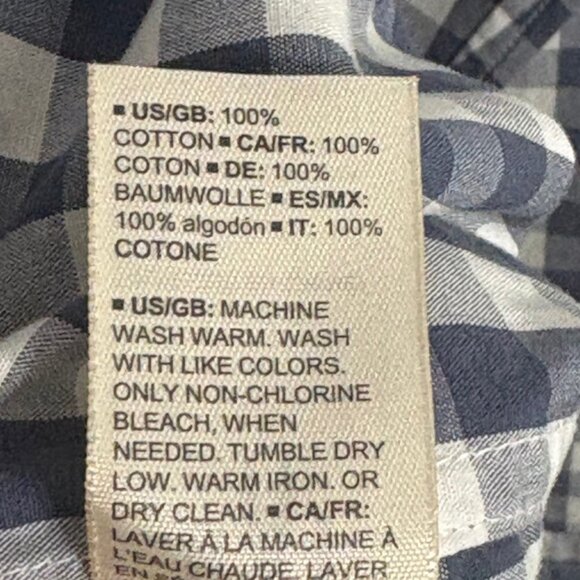 ▪ US/GB: 100%
COTTON ▪ CA/FR: 100%
COTON ▪ DE: 100%
BAUMWOLLE ▪ ES/MX:
100% algodón ▪ IT: 100%
COTONE
▪ US/GB: MACHINE
WASH WARM. WASH
WITH LIKE COLORS.
ONLY NON-CHLORINE
BLEACH, WHEN
NEEDED. TUMBLE DRY
LOW. WARM IRON. OR
DRY CLEAN. ▪ CA/FR:
LAVER À LA MACHINE À
L'EAU CHAUDE. LAVER